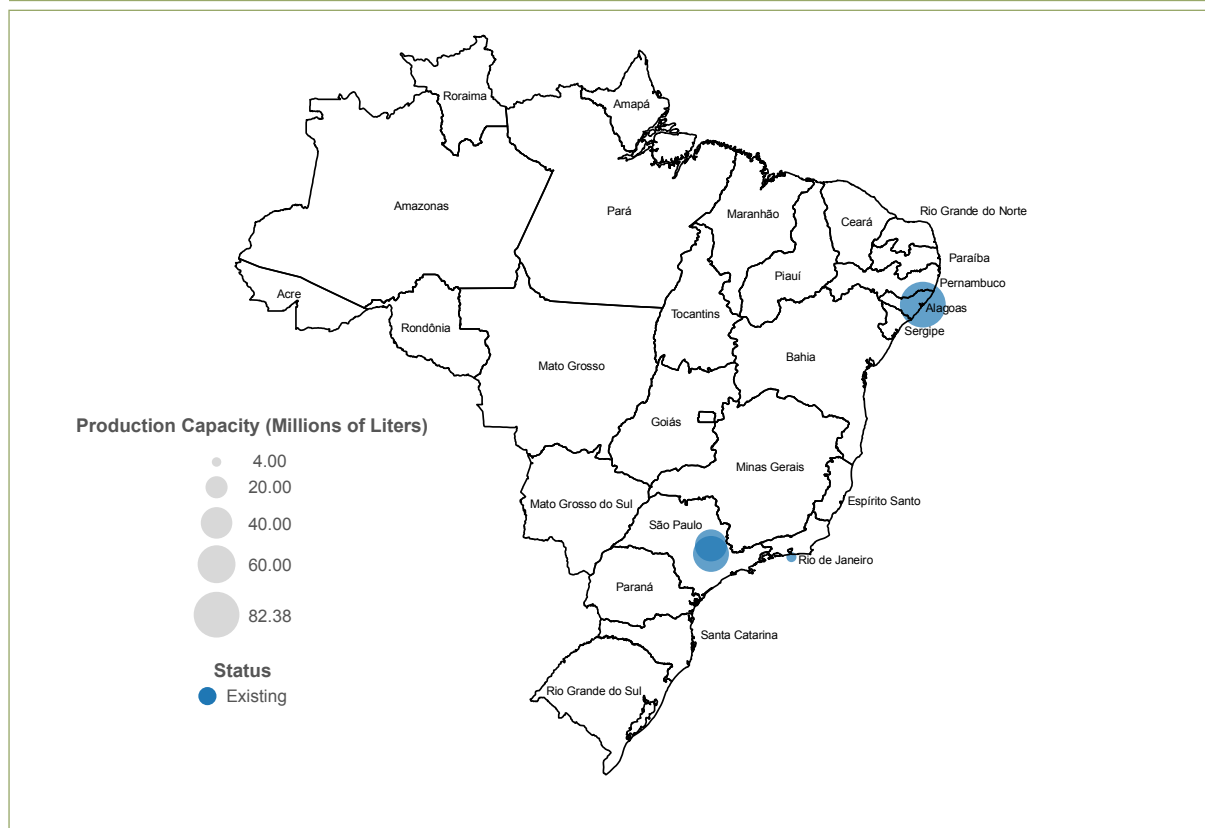 Roraima
Amapá
Amazonas
Pará
Maranhão
Ceará
Rio Grande do Norte
Paraíba
Piauí
Pernambuco
Acre
Rondônia
Tocantins
Alagoas
Sergipe
Bahia
Mato Grosso
Goiás
Minas Gerais
Mato Grosso do Sul
Espírito Santo
São Paulo
Rio de Janeiro
Paraná
Santa Catarina
Rio Grande do Sul
Production Capacity (Millions of Liters)
4.00
20.00
40.00
60.00
82.38
Status
Existing